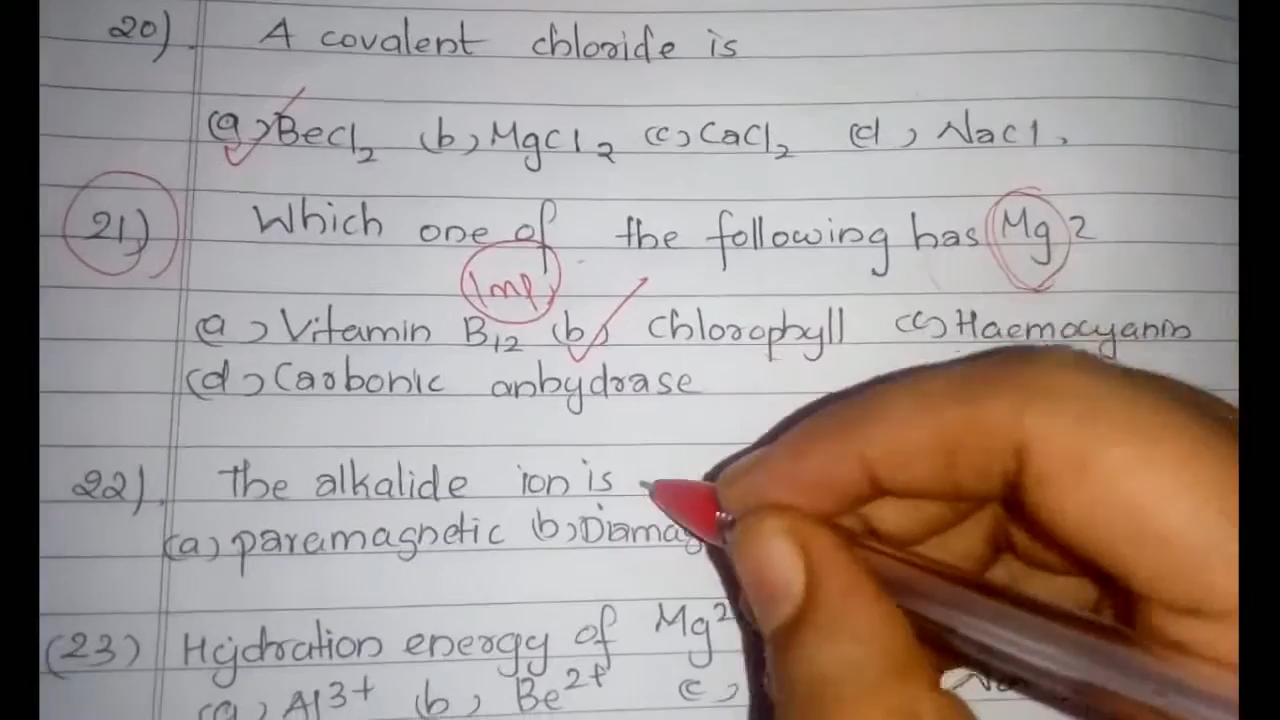 20) A covalent chloride is
(a) BeCl₂ (b) MgCl₂ (c) CaCl₂ (d) NaCl.
21) Which one of the following has Mg?
Imp
(a) Vitamin B₁₂ (b) Chlorophyll (c) Haemocyanin
(d) Carbonic anhydrase
22) The alkalide ion is
(a) paramagnetic (b) Diamag
(23) Hydration energy of Mg²
(a) Al³⁺ (b) Be²⁺ (c)